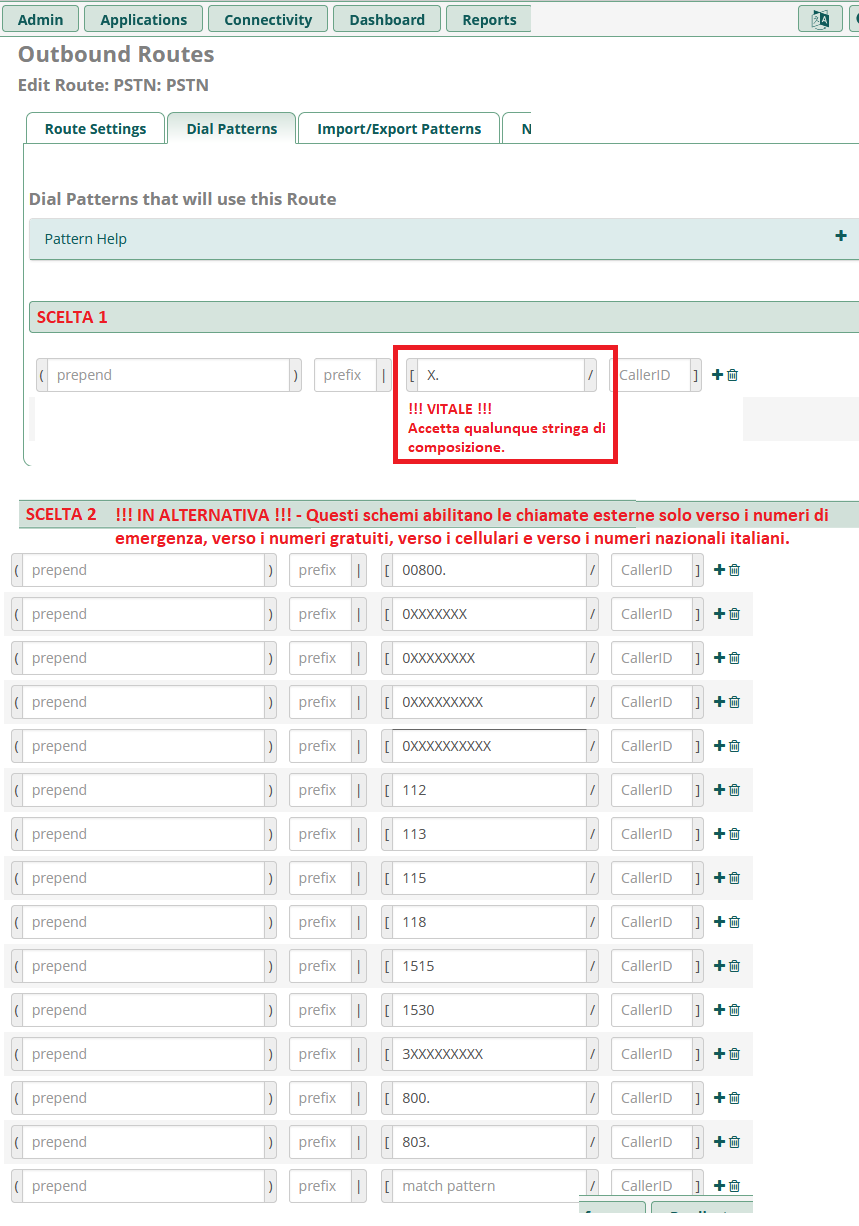 Admin Applications Connectivity Dashboard Reports
Outbound Routes
Edit Route: PSTN: PSTN
Route Settings Dial Patterns Import/Export Patterns N
Dial Patterns that will use this Route
Pattern Help +
SCELTA 1
( prepend ) prefix | [ X. / CallerID ] +
!!! VITALE !!!
Accetta qualunque stringa di
composizione.
SCELTA 2 !!! IN ALTERNATIVA !!! - Questi schemi abilitano le chiamate esterne solo verso i numeri di
emergenza, verso i numeri gratuiti, verso i cellulari e verso i numeri nazionali italiani.
( prepend ) prefix | [ 00800. / CallerID ] +
( prepend ) prefix | [ 0XXXXXXX / CallerID ] +
( prepend ) prefix | [ 0XXXXXXXX / CallerID ] +
( prepend ) prefix | [ 0XXXXXXXXX / CallerID ] +
( prepend ) prefix | [ 0XXXXXXXXXX / CallerID ] +
( prepend ) prefix | [ 112 / CallerID ] +
( prepend ) prefix | [ 113 / CallerID ] +
( prepend ) prefix | [ 115 / CallerID ] +
( prepend ) prefix | [ 118 / CallerID ] +
( prepend ) prefix | [ 1515 / CallerID ] +
( prepend ) prefix | [ 1530 / CallerID ] +
( prepend ) prefix | [ 3XXXXXXXXX / CallerID ] +
( prepend ) prefix | [ 800. / CallerID ] +
( prepend ) prefix | [ 803. / CallerID ] +
( prepend ) prefix | [ match pattern / CallerID ] +